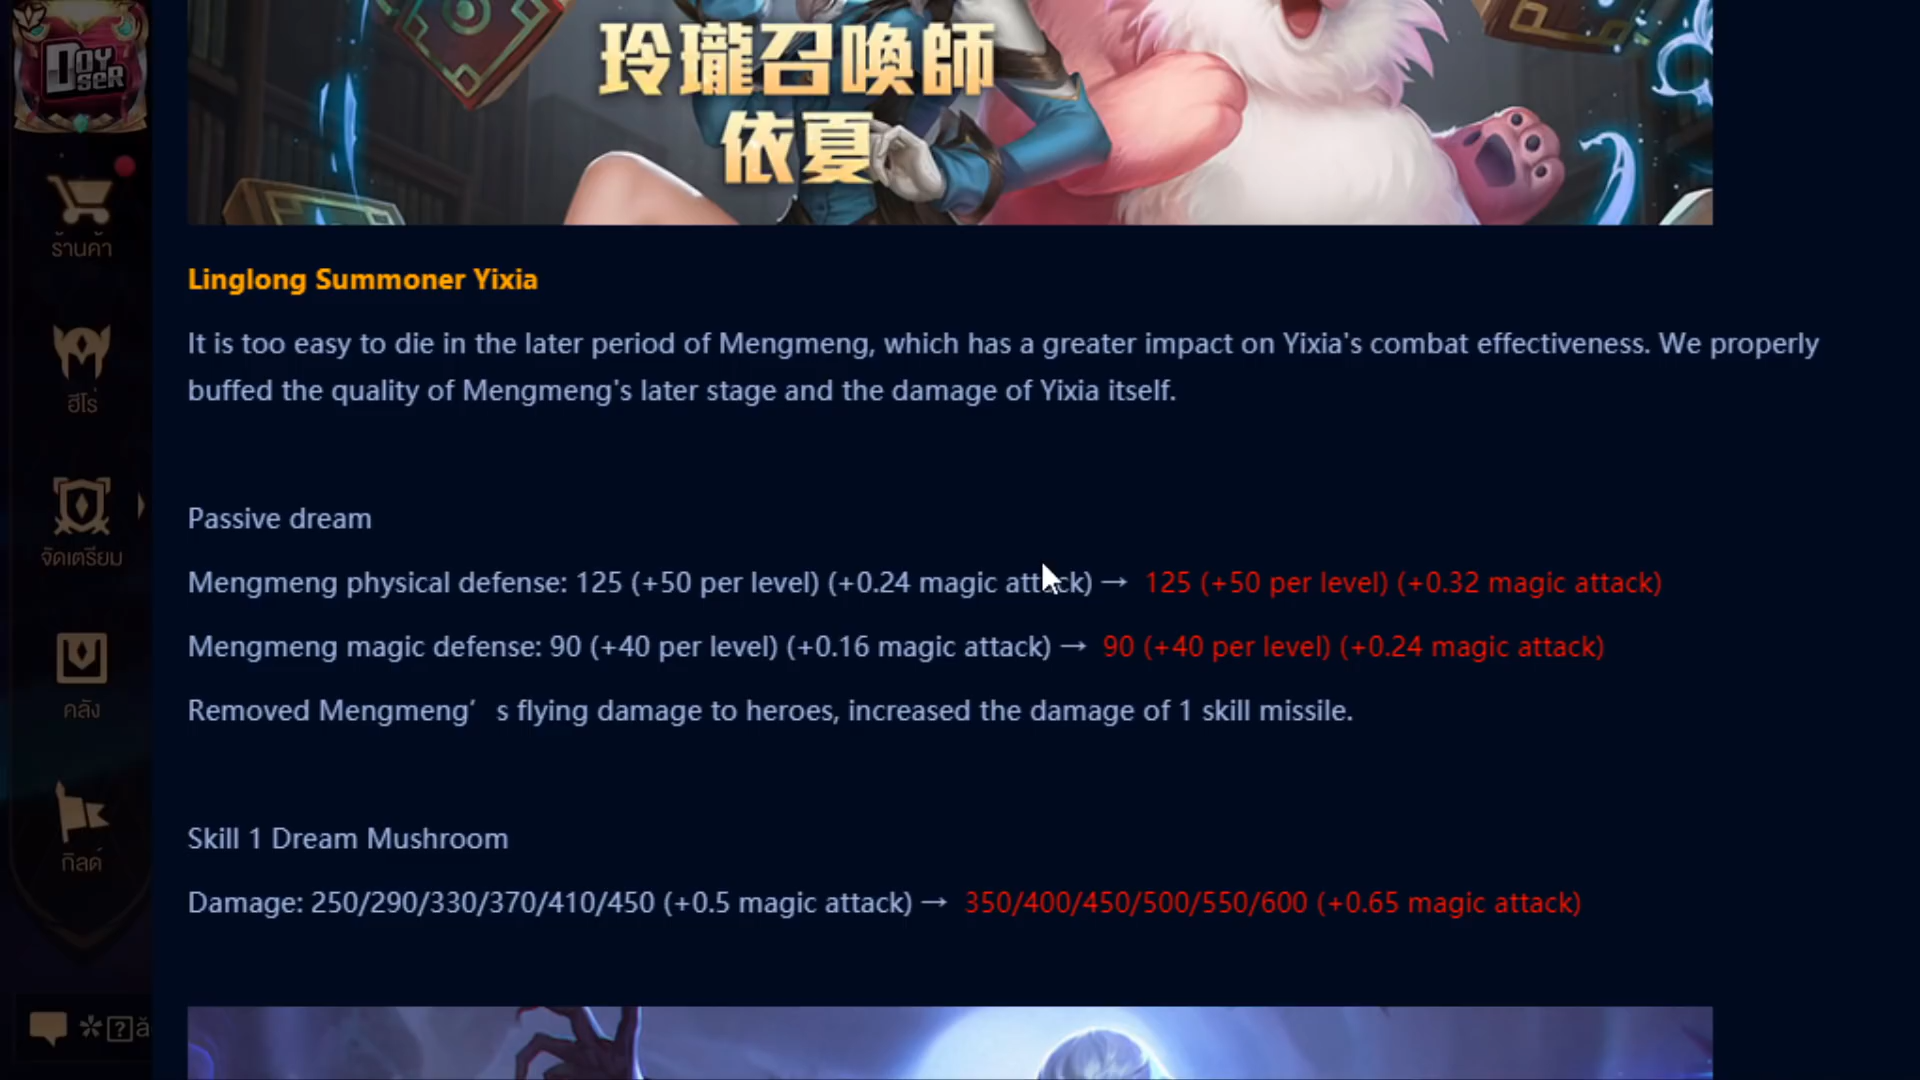 DOY
SER
玲瓏召喚師
依夏
ร้านค้า
ฮีโร่
จัดเตรียม
คลัง
กิลด์
Linglong Summoner Yixia
It is too easy to die in the later period of Mengmeng, which has a greater impact on Yixia's combat effectiveness. We properly
buffed the quality of Mengmeng's later stage and the damage of Yixia itself.
Passive dream
Mengmeng physical defense: 125 (+50 per level) (+0.24 magic attack) → 125 (+50 per level) (+0.32 magic attack)
Mengmeng magic defense: 90 (+40 per level) (+0.16 magic attack) → 90 (+40 per level) (+0.24 magic attack)
Removed Mengmeng′ s flying damage to heroes, increased the damage of 1 skill missile.
Skill 1 Dream Mushroom
Damage: 250/290/330/370/410/450 (+0.5 magic attack) → 350/400/450/500/550/600 (+0.65 magic attack)